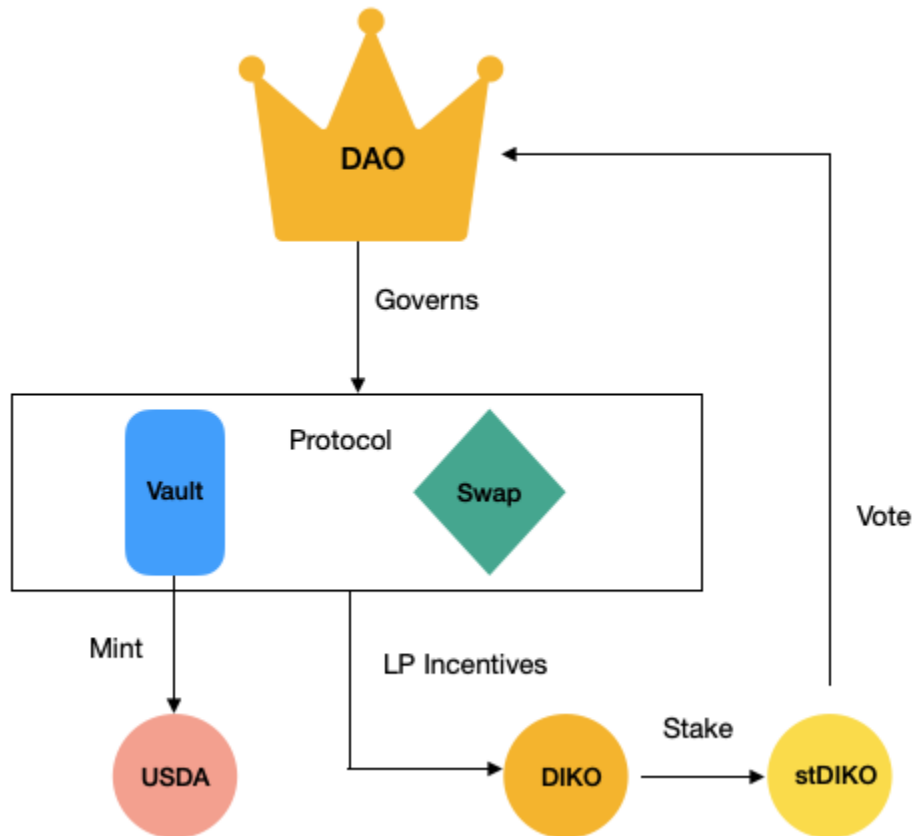 DAO
Governs
Protocol
Vault
Swap
Vote
Mint
LP Incentives
Stake
USDA
DIKO
stDIKO